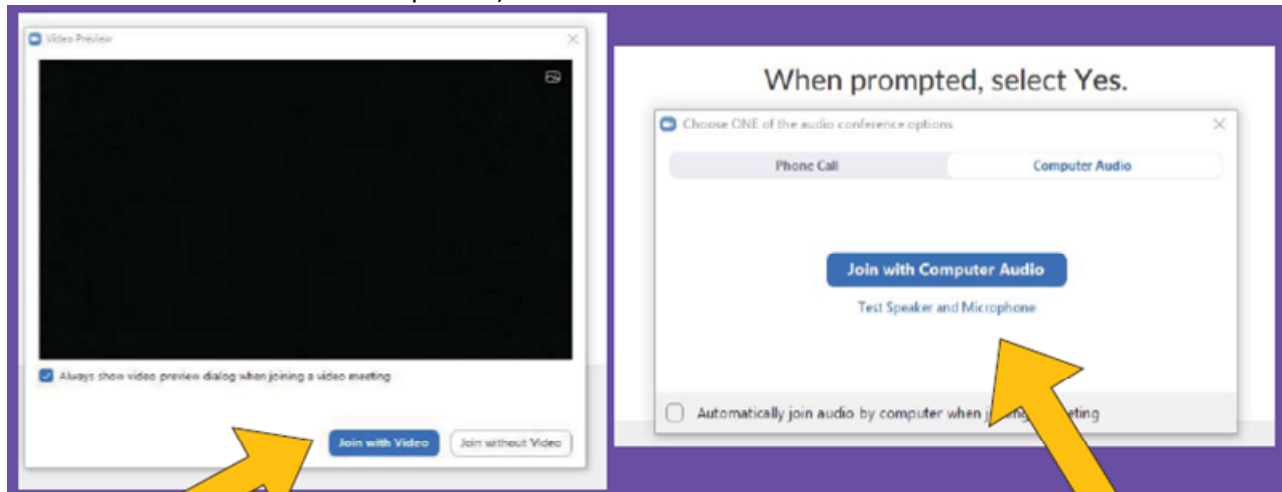 Video Preview
Always show video preview dialog when joining a video meeting
Join with Video
Join without Video
When prompted, select Yes.
Choose ONE of the audio conference options
Phone Call
Computer Audio
Join with Computer Audio
Test Speaker and Microphone
Automatically join audio by computer when